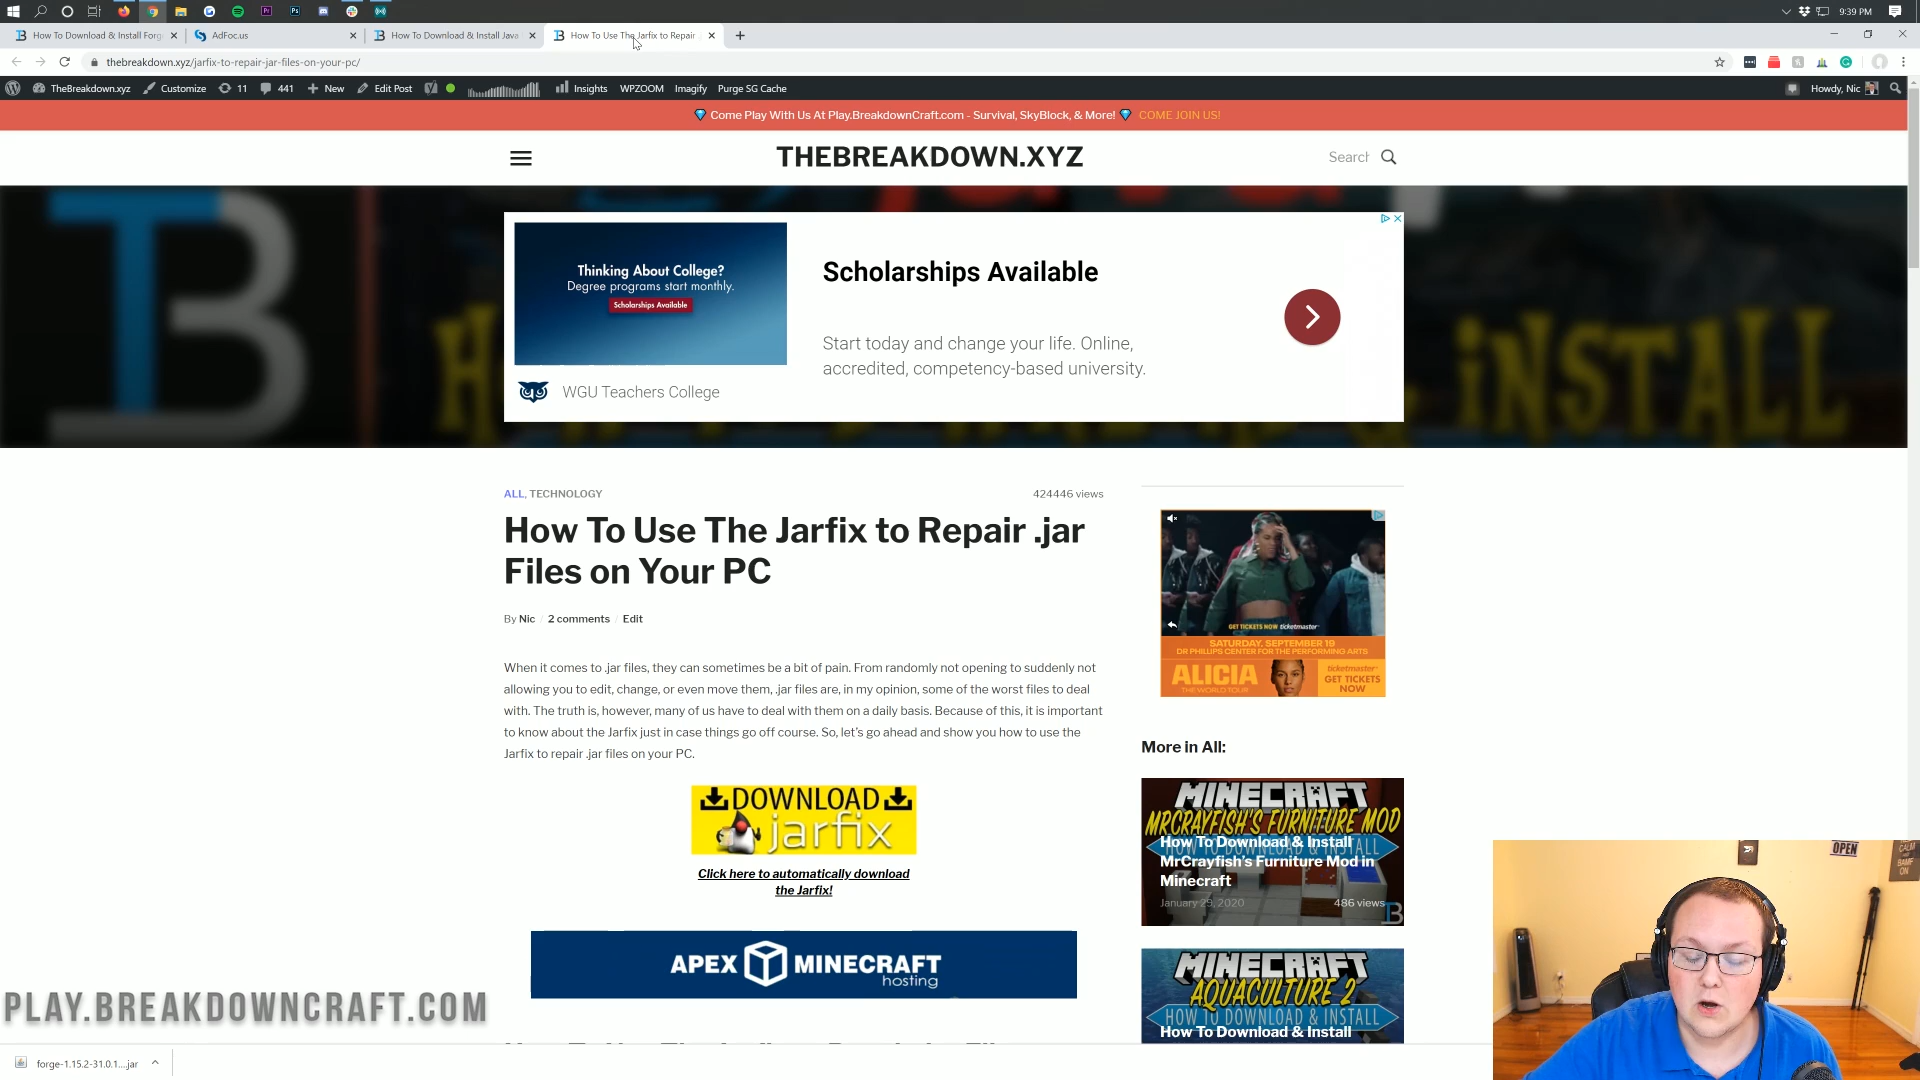 9:39 PM
How To Download & Install Forg
AdFoc.us
How To Download & Install Java
How To Use The Jarfix to Repair
thebreakdown.xyz/jarfix-to-repair-jar-files-on-your-pc/
TheBreakdown.xyz Customize 11 441 New Edit Post Insights WPZOOM Imagify Purge SG Cache Howdy, Nic
Come Play With Us At Play.BreakdownCraft.com - Survival, SkyBlock, & More! COME JOIN US!
THEBREAKDOWN.XYZ
Search
Thinking About College?
Degree programs start monthly.
Scholarships Available
WGU Teachers College
Scholarships Available
Start today and change your life. Online,
accredited, competency-based university.
INSTALL
ALL, TECHNOLOGY
424446 views
How To Use The Jarfix to Repair .jar
Files on Your PC
By Nic / 2 comments / Edit
When it comes to .jar files, they can sometimes be a bit of pain. From randomly not opening to suddenly not
allowing you to edit, change, or even move them, .jar files are, in my opinion, some of the worst files to deal
with. The truth is, however, many of us have to deal with them on a daily basis. Because of this, it is important
to know about the Jarfix just in case things go off course. So, let's go ahead and show you how to use the
Jarfix to repair .jar files on your PC.
DOWNLOAD
jarfix
Click here to automatically download
the Jarfix!
APEX MINECRAFT
hosting
GET TICKETS NOW ticketmaster
SATURDAY, SEPTEMBER 19
DR PHILLIPS CENTER FOR THE PERFORMING ARTS
ALICIA
THE WORLD TOUR
ticketmaster
GET TICKETS
NOW
More in All:
MINECRAFT
MRCRAYFISH'S FURNITURE MOD
HOW TO DOWNLOAD & INSTALL
How To Download & Install
MrCrayfish's Furniture Mod in
Minecraft
January 29, 2020
486 views
MINECRAFT
AQUACULTURE 2
HOW TO DOWNLOAD & INSTALL
How To Download & Install
OPEN
PLAY.BREAKDOWNCRAFT.COM
forge-1.15.2-31.0.1....jar